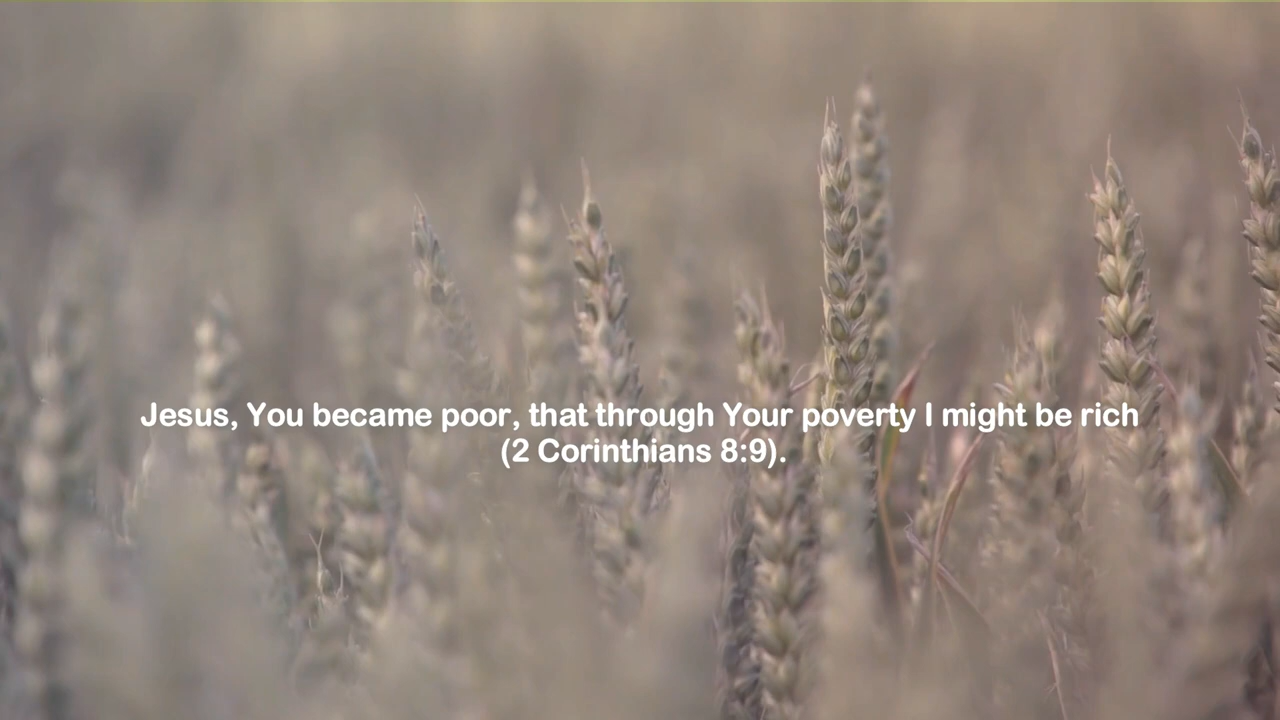 Jesus, You became poor, that through Your poverty I might be rich
(2 Corinthians 8:9).